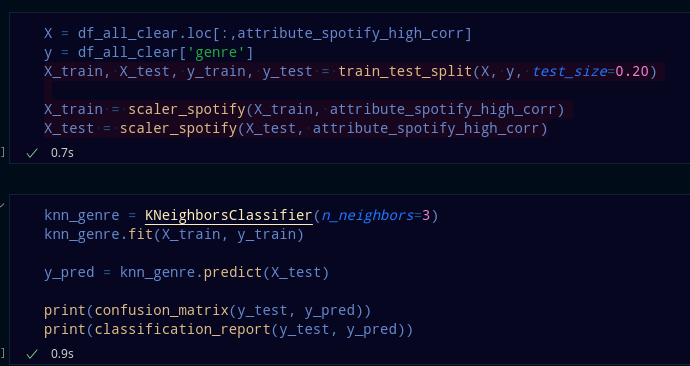 X = df_all_clear.loc[:,attribute_spotify_high_corr]
y = df_all_clear['genre']
X_train, X_test, y_train, y_test = train_test_split(X, y, test_size=0.20)
X_train = scaler_spotify(X_train, attribute_spotify_high_corr)
X_test = scaler_spotify(X_test, attribute_spotify_high_corr)
] ✓ 0.7s
knn_genre = KNeighborsClassifier(n_neighbors=3)
knn_genre.fit(X_train, y_train)
y_pred = knn_genre.predict(X_test)
print(confusion_matrix(y_test, y_pred))
print(classification_report(y_test, y_pred))
] ✓ 0.9s